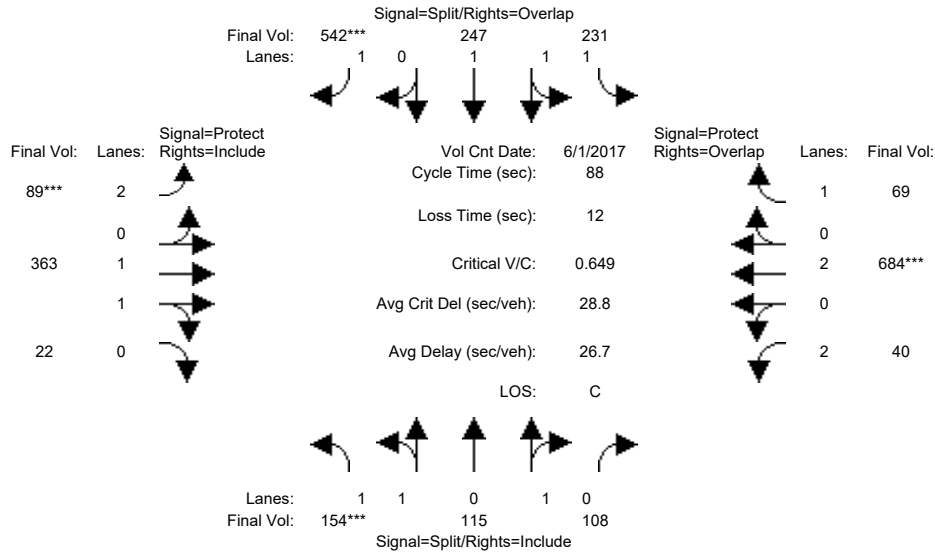 Signal=Split/Rights=Overlap
Final Vol: 542*** 247 231
Lanes: 1 0 1 1 1
Signal=Protect
Final Vol: Lanes: Rights=Include
Vol Cnt Date: 6/1/2017
Signal=Protect
Rights=Overlap Lanes: Final Vol:
Cycle Time (sec): 88
89*** 2
1 69
Loss Time (sec): 12
0
0
363 1
Critical V/C: 0.649
2 684***
1
Avg Crit Del (sec/veh): 28.8
0
22 0
Avg Delay (sec/veh): 26.7
2 40
LOS: C
Lanes: 1 1 0 1 0
Final Vol: 154*** 115 108
Signal=Split/Rights=Include